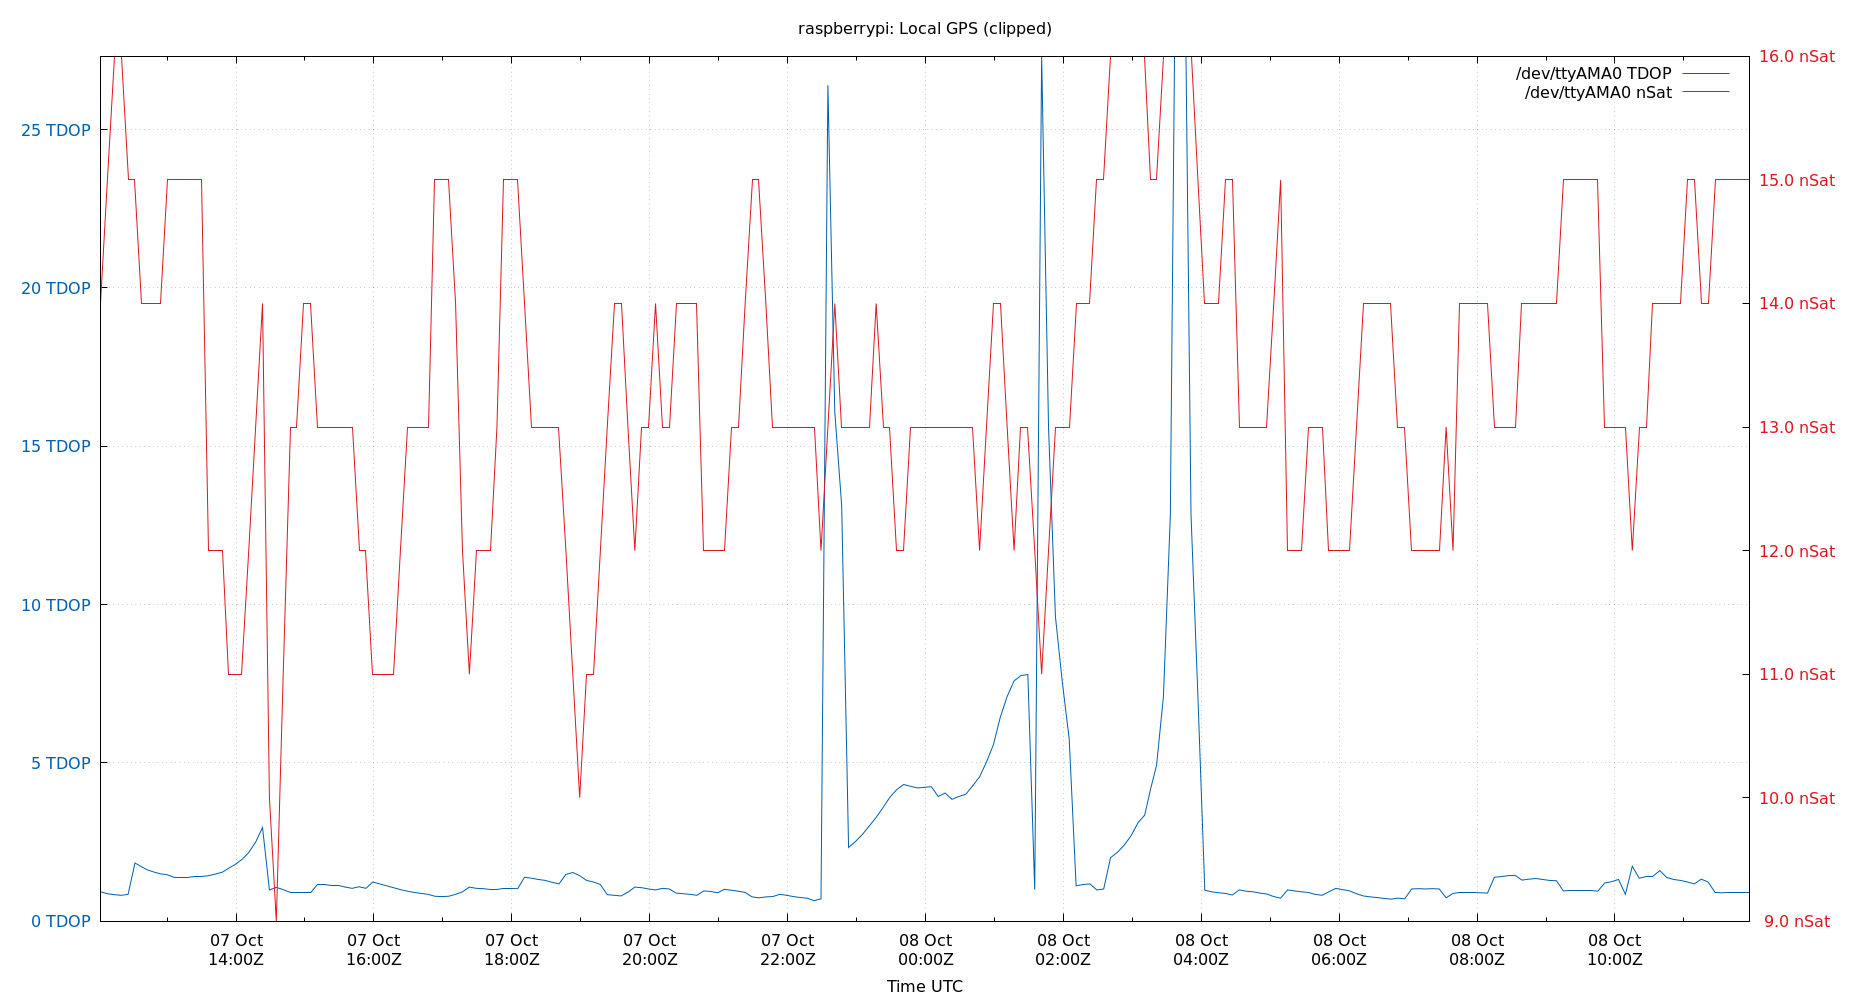 raspberrypi: Local GPS (clipped)
/dev/ttyAMA0 TDOP
/dev/ttyAMA0 nSat
25 TDOP
20 TDOP
15 TDOP
10 TDOP
5 TDOP
0 TDOP
16.0 nSat
15.0 nSat
14.0 nSat
13.0 nSat
12.0 nSat
11.0 nSat
10.0 nSat
9.0 nSat
07 Oct
14:00Z
07 Oct
16:00Z
07 Oct
18:00Z
07 Oct
20:00Z
07 Oct
22:00Z
08 Oct
00:00Z
08 Oct
02:00Z
08 Oct
04:00Z
08 Oct
06:00Z
08 Oct
08:00Z
08 Oct
10:00Z
Time UTC